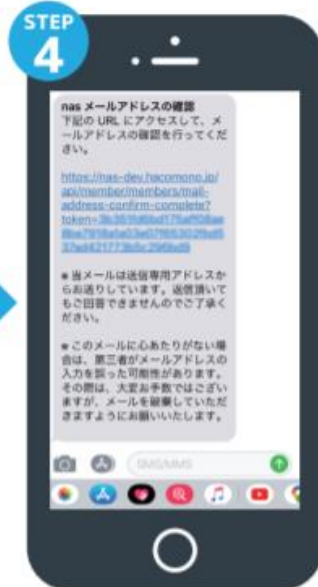 STEP
4
nas メールアドレスの確認
下記の URL にアクセスして、メ
ールアドレスの確認を行ってくだ
さい。
https://nas-dev.hacomono.jp/
api/member/members/mail-
address-confirm-complete?
token=
※ 当メールは送信専用アドレスか
らお送りしています。返信頂いて
もご回答できませんのでご了承く
ださい。
※ このメールに心あたりがない場
合は、第三者がメールアドレスの
入力を誤った可能性があります。
その際は、大変お手数ではござい
ますが、メールを破棄していただ
きますようにお願いいたします。
SMS/MMS